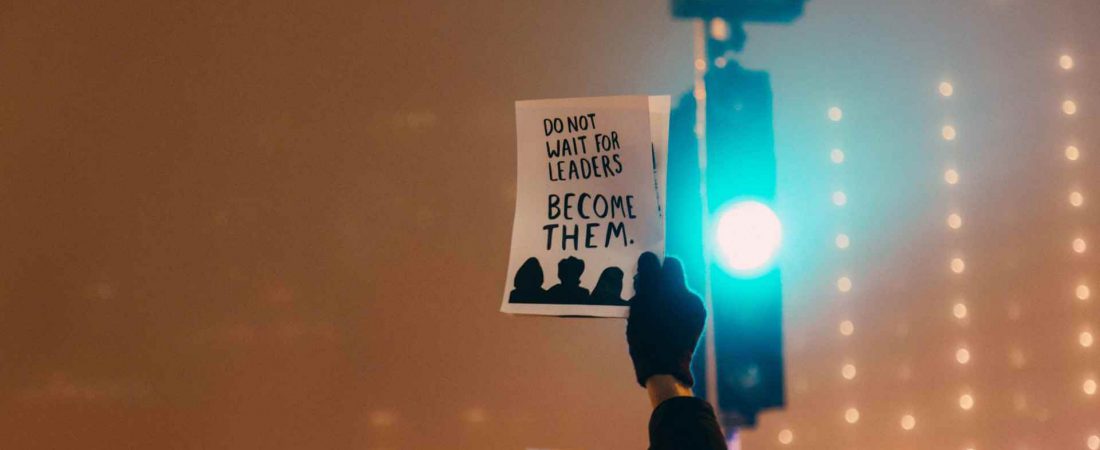 DO NOT
WAIT FOR
LEADERS
BECOME
THEM.